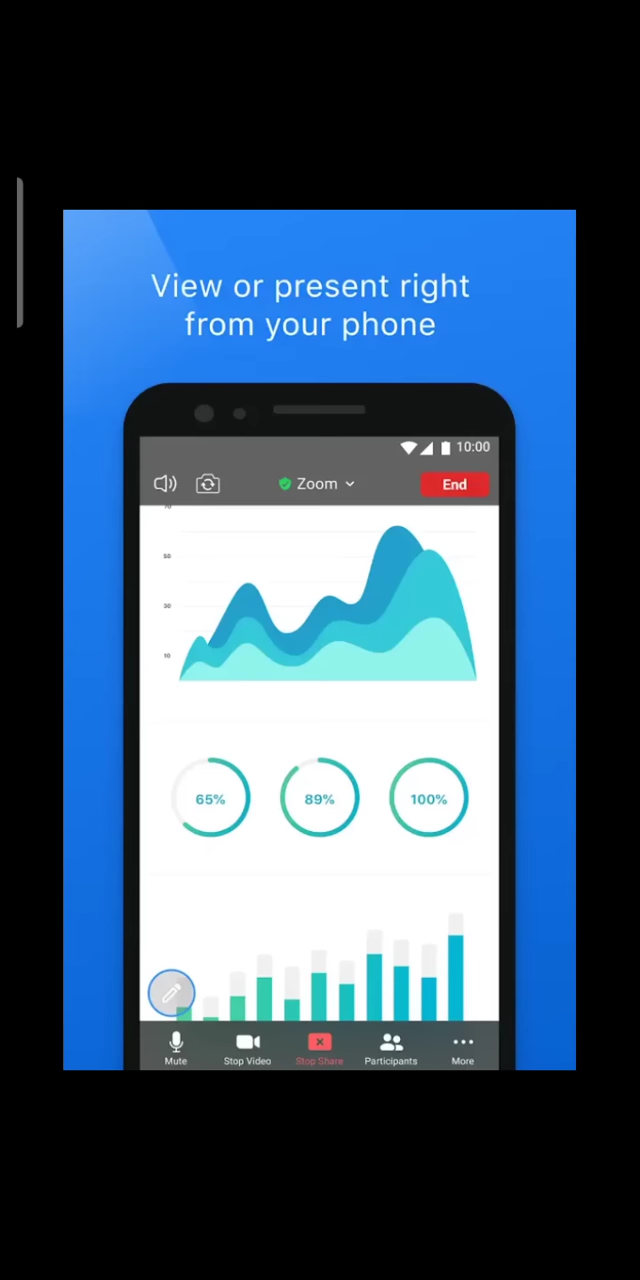 View or present right
from your phone
10:00
Zoom
End
70
50
30
10
65%
89%
100%
Mute
Stop Video
Stop Share
Participants
More